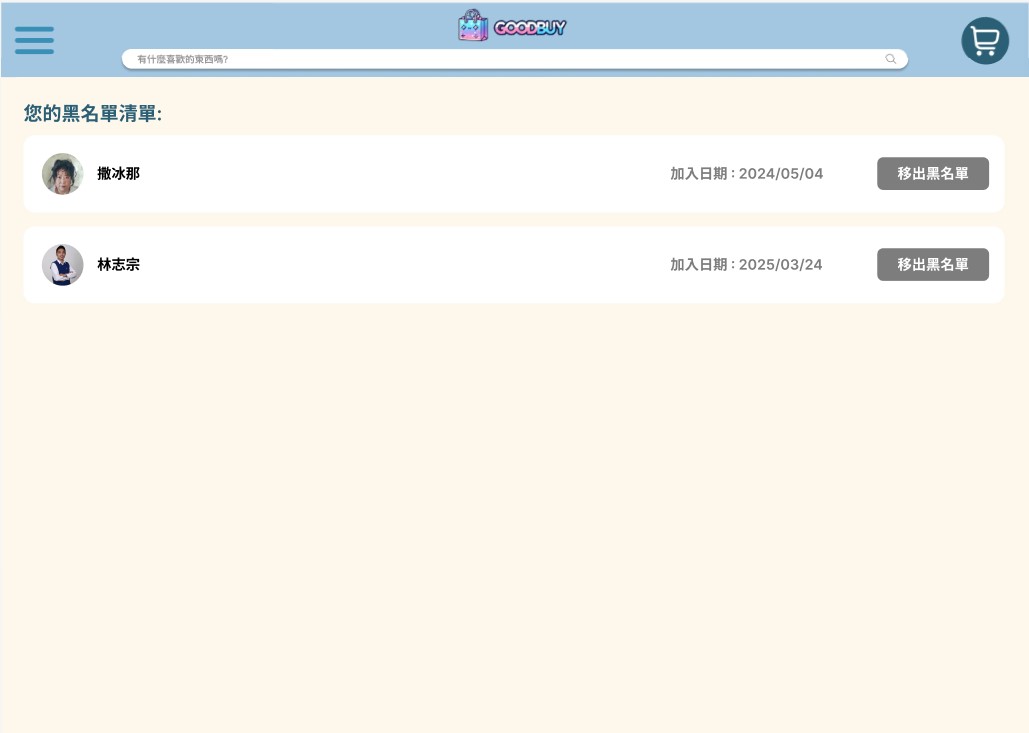 GOODBUY
有什麼喜歡的東西嗎?
您的黑名單清單:
撒冰那 加入日期 : 2024/05/04 移出黑名單
林志宗 加入日期 : 2025/03/24 移出黑名單